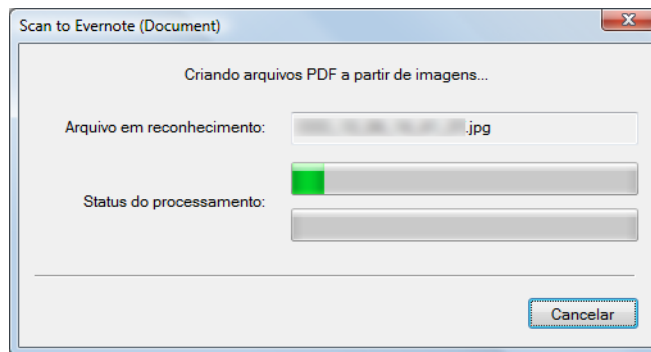 Scan to Evernote (Document)
Criando arquivos PDF a partir de imagens...
Arquivo em reconhecimento:
.jpg
Status do processamento:
Cancelar